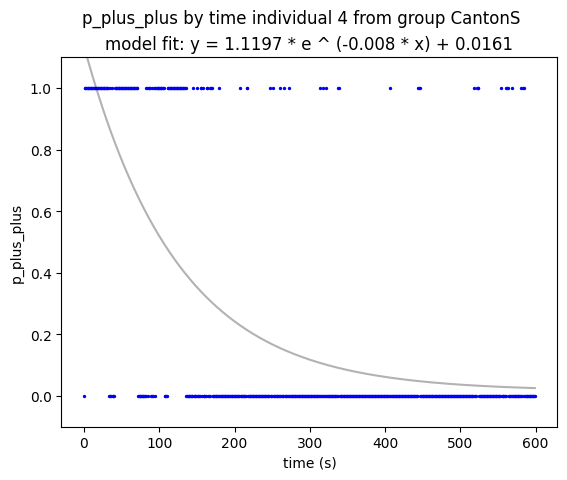 p_plus_plus by time individual 4 from group CantonS
model fit: y = 1.1197 * e ^ (-0.008 * x) + 0.0161
1.0
0.8
0.6
0.4
0.2
0.0
p_plus_plus
0 100 200 300 400 500 600
time (s)